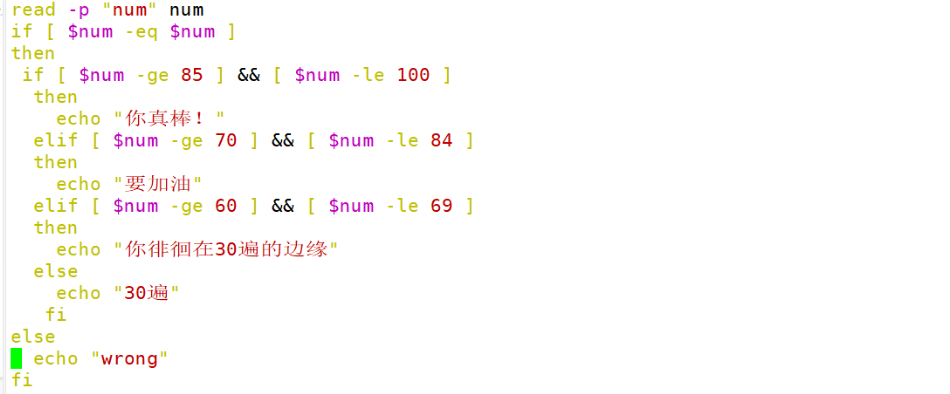 read -p "num" num
if [ $num -eq $num ]
then
 if [ $num -ge 85 ] && [ $num -le 100 ]
  then
    echo "你真棒！"
  elif [ $num -ge 70 ] && [ $num -le 84 ]
  then
    echo "要加油"
  elif [ $num -ge 60 ] && [ $num -le 69 ]
  then
    echo "你徘徊在30遍的边缘"
  else
    echo "30遍"
   fi
else
  echo "wrong"
fi